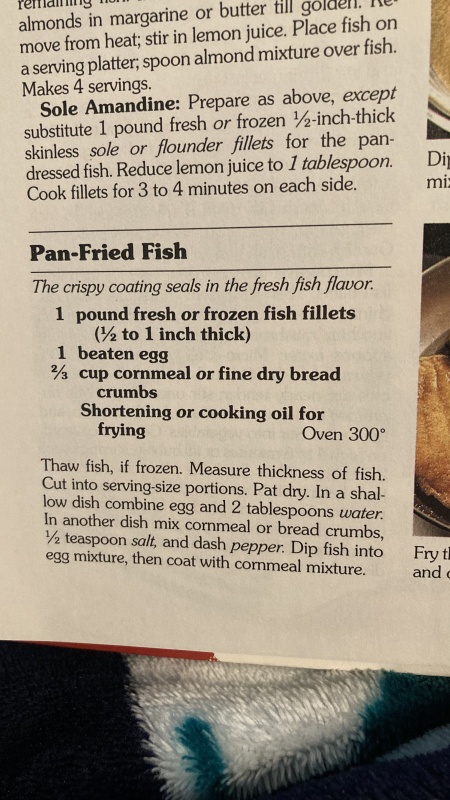 remaining
almonds in margarine or butter till golden. Re-
move from heat; stir in lemon juice. Place fish on
a serving platter; spoon almond mixture over fish.
Makes 4 servings.
Sole Amandine: Prepare as above, except
substitute 1 pound fresh or frozen ½-inch-thick
skinless sole or flounder fillets for the pan-
dressed fish. Reduce lemon juice to 1 tablespoon.
Cook fillets for 3 to 4 minutes on each side.
Pan-Fried Fish
The crispy coating seals in the fresh fish flavor.
1 pound fresh or frozen fish fillets
(½ to 1 inch thick)
1 beaten egg
⅔ cup cornmeal or fine dry bread
crumbs
Shortening or cooking oil for
frying Oven 300°
Thaw fish, if frozen. Measure thickness of fish.
Cut into serving-size portions. Pat dry. In a shal-
low dish combine egg and 2 tablespoons water.
In another dish mix cornmeal or bread crumbs,
½ teaspoon salt, and dash pepper. Dip fish into
egg mixture, then coat with cornmeal mixture.
Dip
mix
Fry th
and c